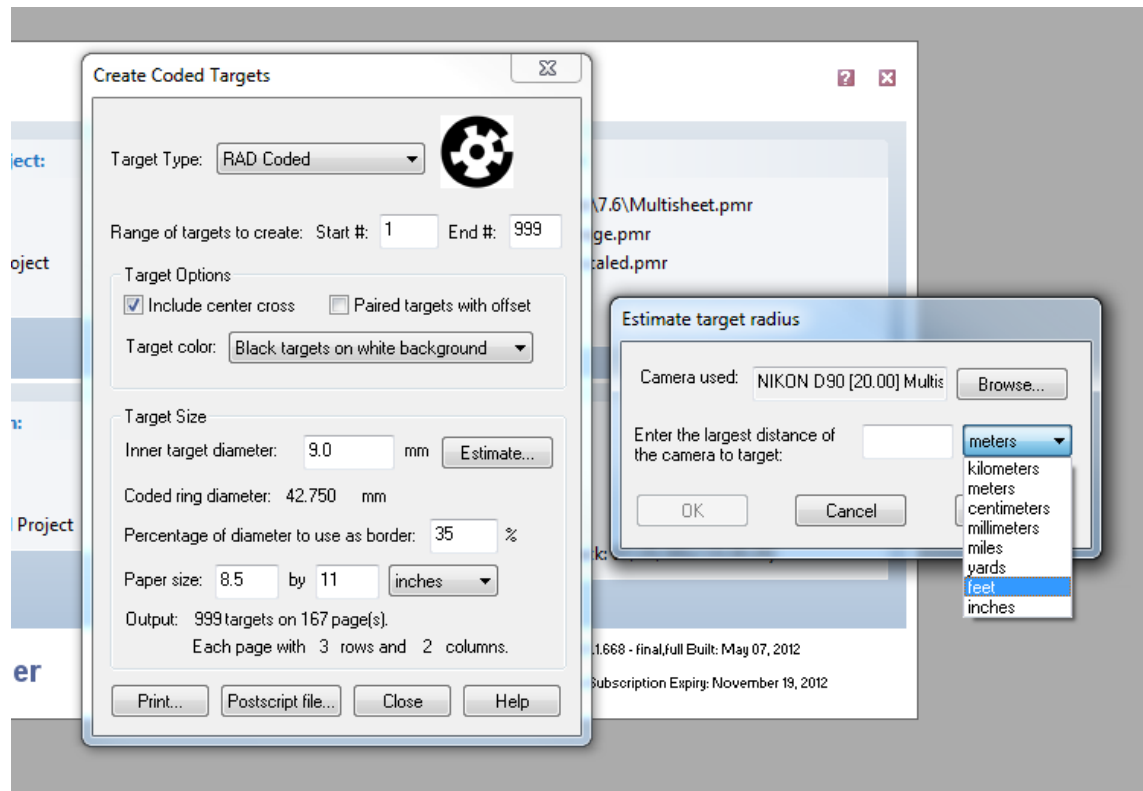 Create Coded Targets
ject:
Target Type: RAD Coded
\7.6\Multisheet.pmr
Range of targets to create: Start #: 1 End #: 999
ge.pmr
oject
caled.pmr
Target Options
Include center cross Paired targets with offset
Estimate target radius
Target color: Black targets on white background
Camera used: NIKON D90 [20.00] Multis Browse...
Target Size
n:
Enter the largest distance of
the camera to target: meters
Inner target diameter: 9.0 mm Estimate...
kilometers
meters
centimeters
millimeters
miles
yards
feet
inches
Coded ring diameter: 42.750 mm
OK Cancel
l Project
Percentage of diameter to use as border: 35 %
Paper size: 8.5 by 11 inches
Output: 999 targets on 167 page(s).
Each page with 3 rows and 2 columns.
.1.668 - final,full Built: May 07, 2012
er
Subscription Expiry: November 19, 2012
Print... Postscript file... Close Help